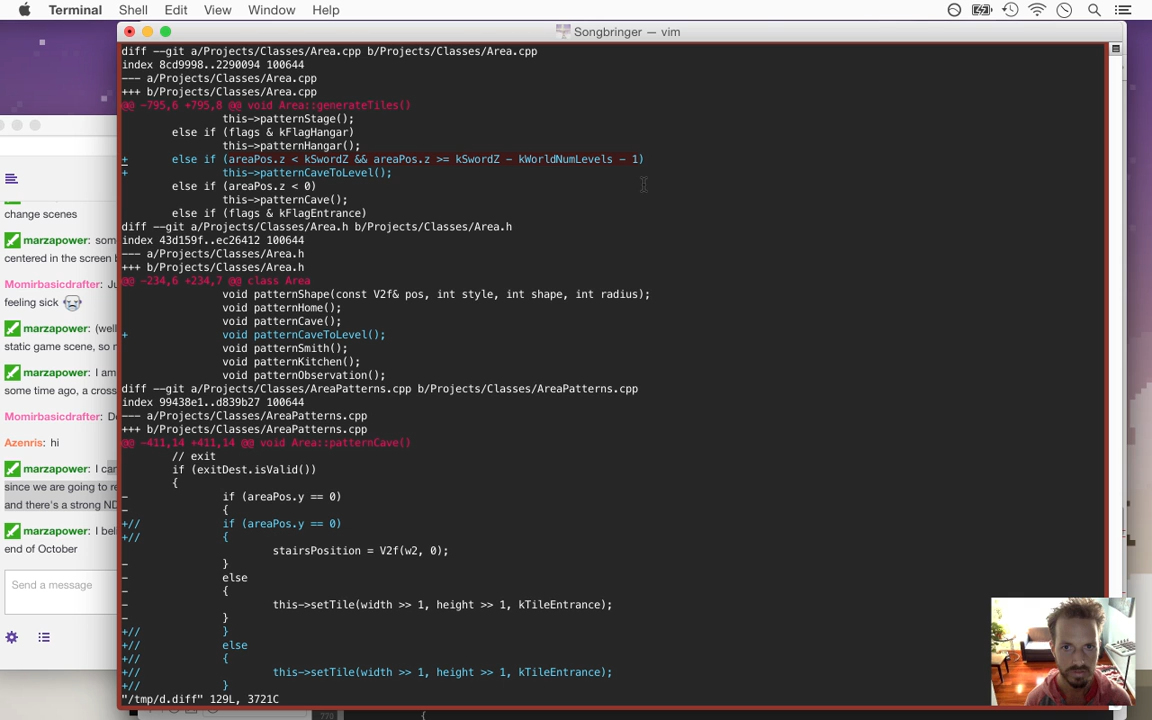 Terminal Shell Edit View Window Help
Songbringer — vim
change scenes
marzapower: som
centered in the screen b
Momirbasicdrafter: Ju
feeling sick
marzapower: (well
static game scene, so n
marzapower: I am
some time ago, a cross
Momirbasicdrafter: D
Azenris: hi
marzapower: I can
since we are going to re
and there's a strong ND
marzapower: I bel
end of October
Send a message
diff --git a/Projects/Classes/Area.cpp b/Projects/Classes/Area.cpp
index 8cd9998..2290094 100644
--- a/Projects/Classes/Area.cpp
+++ b/Projects/Classes/Area.cpp
@@ -795,6 +795,8 @@ void Area::generateTiles()
this->patternStage();
else if (flags & kFlagHangar)
this->patternHangar();
+ else if (areaPos.z < kSwordZ && areaPos.z >= kSwordZ - kWorldNumLevels - 1)
+ this->patternCaveToLevel();
else if (areaPos.z < 0)
this->patternCave();
else if (flags & kFlagEntrance)
diff --git a/Projects/Classes/Area.h b/Projects/Classes/Area.h
index 43d159f..ec26412 100644
--- a/Projects/Classes/Area.h
+++ b/Projects/Classes/Area.h
@@ -234,6 +234,7 @@ class Area
void patternShape(const V2f& pos, int style, int shape, int radius);
void patternHome();
void patternCave();
+ void patternCaveToLevel();
void patternSmith();
void patternKitchen();
void patternObservation();
diff --git a/Projects/Classes/AreaPatterns.cpp b/Projects/Classes/AreaPatterns.cpp
index 99438e1..d839b27 100644
--- a/Projects/Classes/AreaPatterns.cpp
+++ b/Projects/Classes/AreaPatterns.cpp
@@ -411,14 +411,14 @@ void Area::patternCave()
// exit
if (exitDest.isValid())
{
- if (areaPos.y == 0)
- {
+// if (areaPos.y == 0)
+// {
stairsPosition = V2f(w2, 0);
- }
- else
- {
- this->setTile(width >> 1, height >> 1, kTileEntrance);
- }
+// }
+// else
+// {
+// this->setTile(width >> 1, height >> 1, kTileEntrance);
+// }
"/tmp/d.diff" 129L, 3721C
770 {